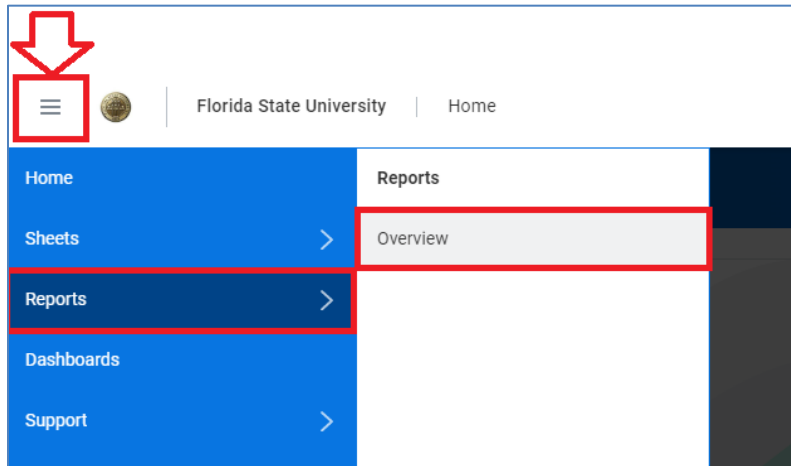 Florida State University | Home
Home
Sheets
Reports
Dashboards
Support
Reports
Overview